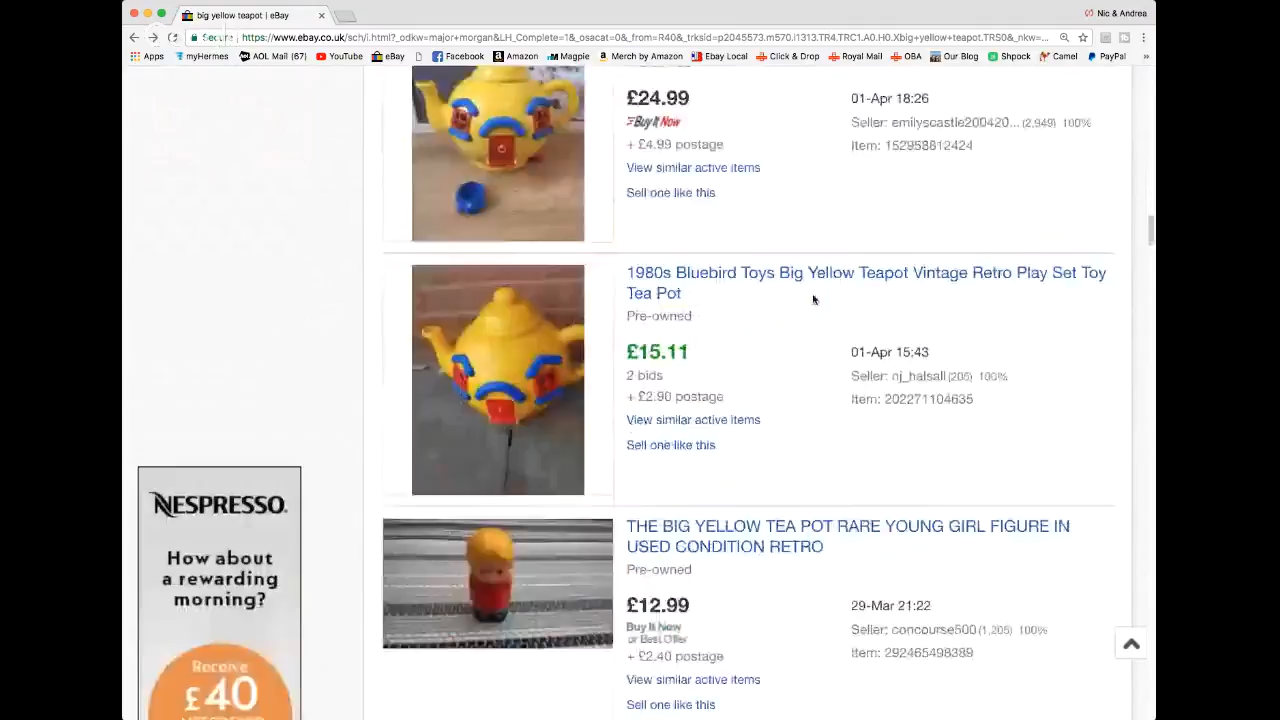 big yellow teapot | eBay
Nic & Andrea
Secure https://www.ebay.co.uk/sch/i.html?_odkw=major+morgan&LH_Complete=1&_osacat=0&_from=R40&_trksid=p2045573.m570.l1313.TR4.TRC1.A0.H0.Xbig+yellow+teapot.TRS0&_nkw=...
Apps myHermes AOL Mail (67) YouTube eBay Facebook Amazon Magpie Merch by Amazon Ebay Local Click & Drop Royal Mail OBA Our Blog Shpock Camel PayPal
£24.99 01-Apr 18:26
Buy It Now Seller: emilyscastle200420... (2,949) 100%
+ £4.99 postage Item: 152958812424
View similar active items
Sell one like this
1980s Bluebird Toys Big Yellow Teapot Vintage Retro Play Set Toy
Tea Pot
Pre-owned
£15.11 01-Apr 15:43
2 bids Seller: nj_halsall (205) 100%
+ £2.90 postage Item: 202271104635
View similar active items
Sell one like this
THE BIG YELLOW TEA POT RARE YOUNG GIRL FIGURE IN
USED CONDITION RETRO
Pre-owned
£12.99 29-Mar 21:22
Buy It Now Seller: concourse500 (1,205) 100%
or Best Offer
+ £2.40 postage Item: 292465498389
View similar active items
Sell one like this
NESPRESSO.
How about
a rewarding
morning?
Receive
£40